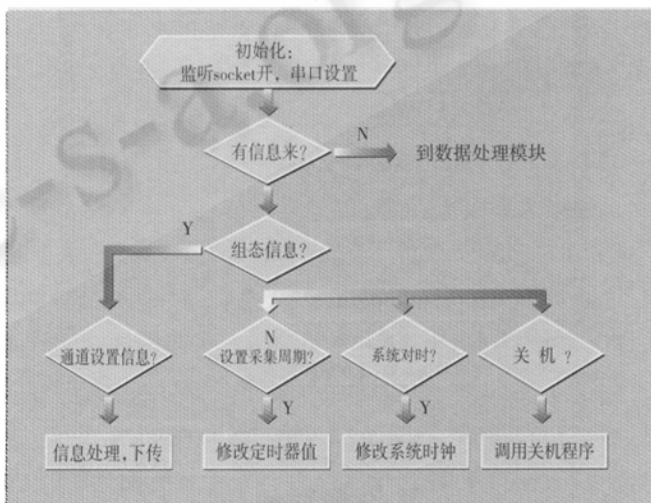 初始化：
监听socket开，串口设置
有信息来？
N
到数据处理模块
Y
组态信息？
通道设置信息？
N
设置采集周期？
系统对时？
关 机 ？
Y
Y
信息处理，下传
修改定时器值
修改系统时钟
调用关机程序